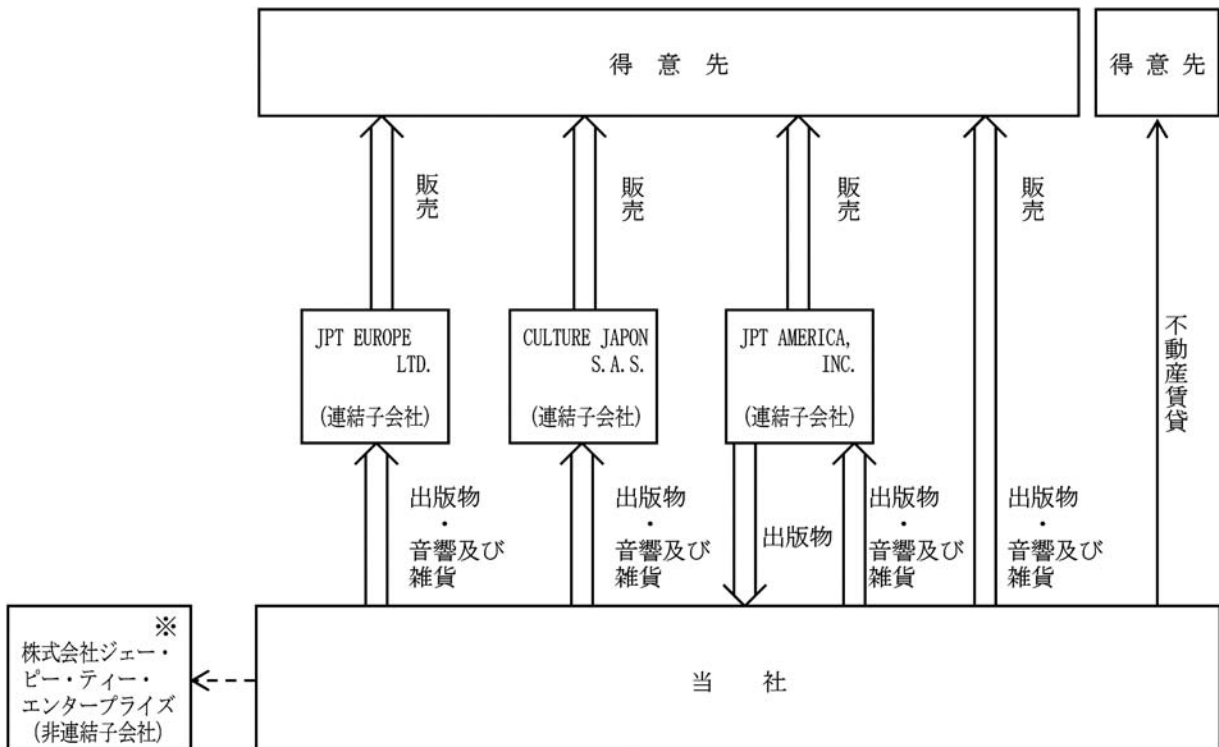 得 意 先
得 意 先
販売
販売
販売
販売
JPT EUROPE
LTD.
(連結子会社)
CULTURE JAPON
S.A.S.
(連結子会社)
JPT AMERICA,
INC.
(連結子会社)
不動産賃貸
出版物
・
音響及び
雑貨
出版物
・
音響及び
雑貨
出版物
出版物
・
音響及び
雑貨
出版物
・
音響及び
雑貨
※
株式会社ジェー・
ピー・ティー・
エンタープライズ
(非連結子会社)
当 社